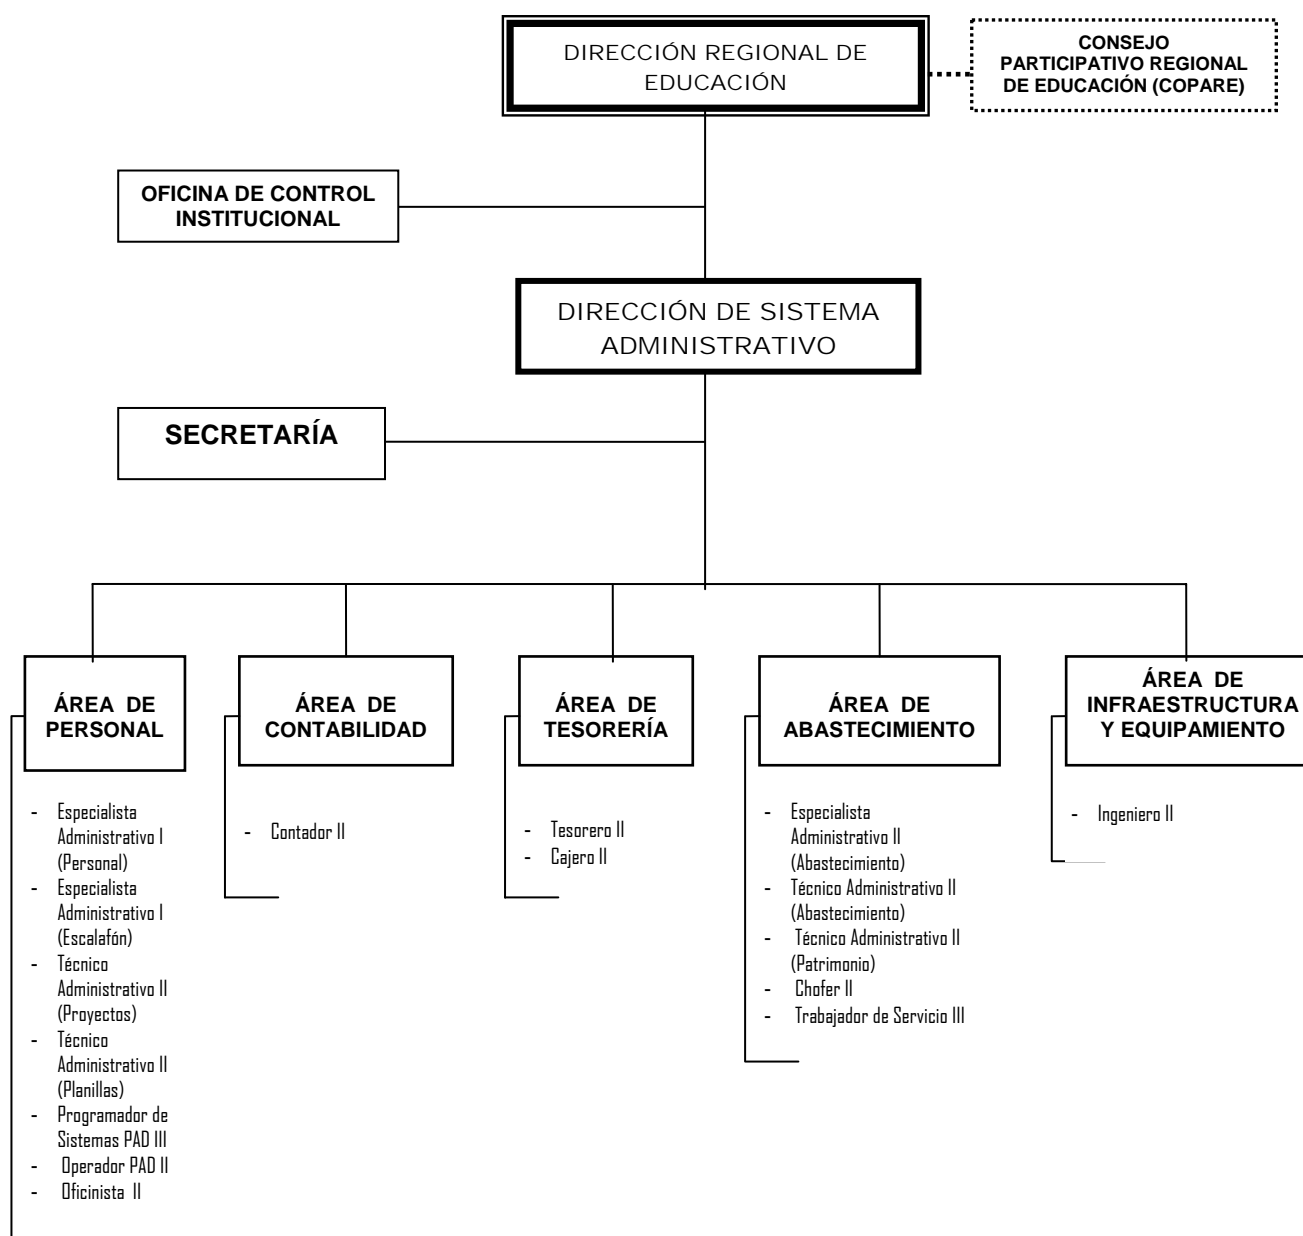 DIRECCIÓN REGIONAL DE
EDUCACIÓN
CONSEJO
PARTICIPATIVO REGIONAL
DE EDUCACIÓN (COPARE)
OFICINA DE CONTROL
INSTITUCIONAL
DIRECCIÓN DE SISTEMA
ADMINISTRATIVO
SECRETARÍA
ÁREA DE
PERSONAL
- Especialista
Administrativo I
(Personal)
- Especialista
Administrativo I
(Escalafón)
- Técnico
Administrativo II
(Proyectos)
- Técnico
Administrativo II
(Planillas)
- Programador de
Sistemas PAD III
- Operador PAD II
- Oficinista II
ÁREA DE
CONTABILIDAD
- Contador II
ÁREA DE
TESORERÍA
- Tesorero II
- Cajero II
ÁREA DE
ABASTECIMIENTO
- Especialista
Administrativo II
(Abastecimiento)
- Técnico Administrativo II
(Abastecimiento)
- Técnico Administrativo II
(Patrimonio)
- Chofer II
- Trabajador de Servicio III
ÁREA DE
INFRAESTRUCTURA
Y EQUIPAMIENTO
- Ingeniero II